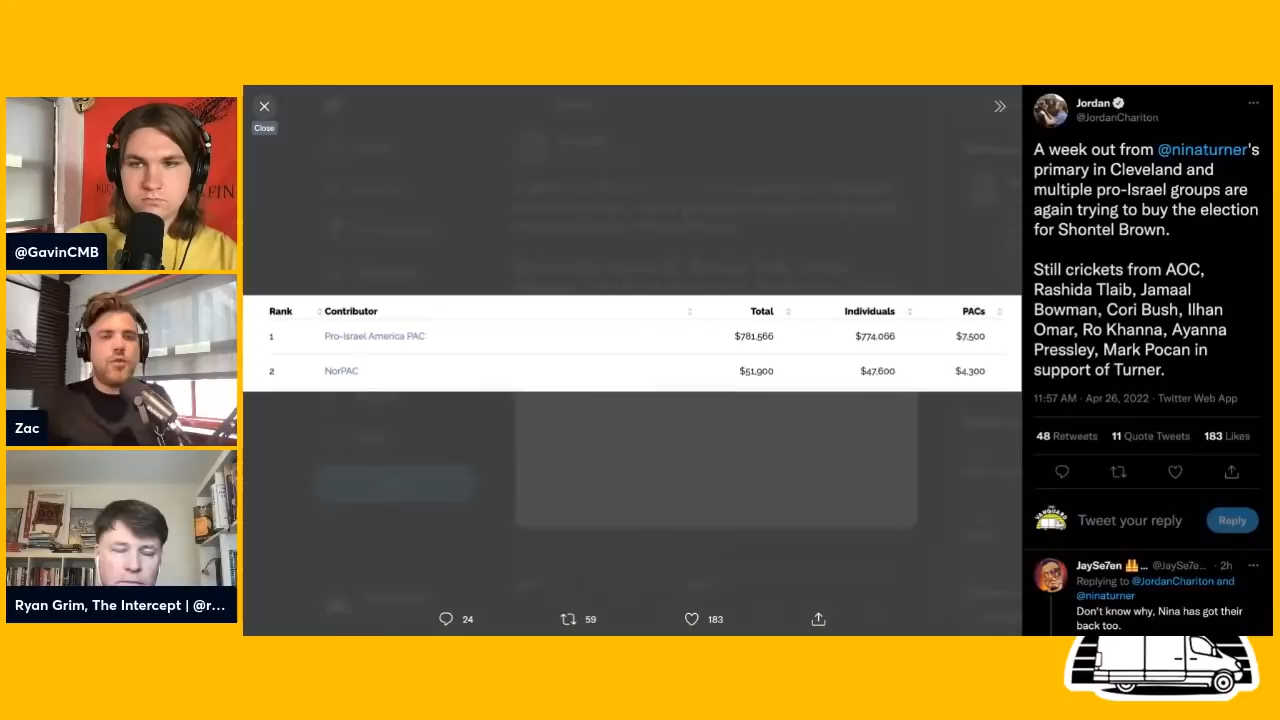 @GavinCMB
Zac
Ryan Grim, The Intercept | @r...
Close
Rank Contributor Total Individuals PACs
1 Pro-Israel America PAC $781,566 $774,066 $7,500
2 NorPAC $51,900 $47,600 $4,300
24 59 183
Jordan
@JordanChariton
A week out from @ninaturner's
primary in Cleveland and
multiple pro-Israel groups are
again trying to buy the election
for Shontel Brown.
Still crickets from AOC,
Rashida Tlaib, Jamaal
Bowman, Cori Bush, Ilhan
Omar, Ro Khanna, Ayanna
Pressley, Mark Pocan in
support of Turner.
11:57 AM · Apr 26, 2022 · Twitter Web App
48 Retweets 11 Quote Tweets 183 Likes
Tweet your reply Reply
JaySe7en ... @JaySe7e... · 2h
Replying to @JordanChariton and
@ninaturner
Don't know why, Nina has got their
back too.